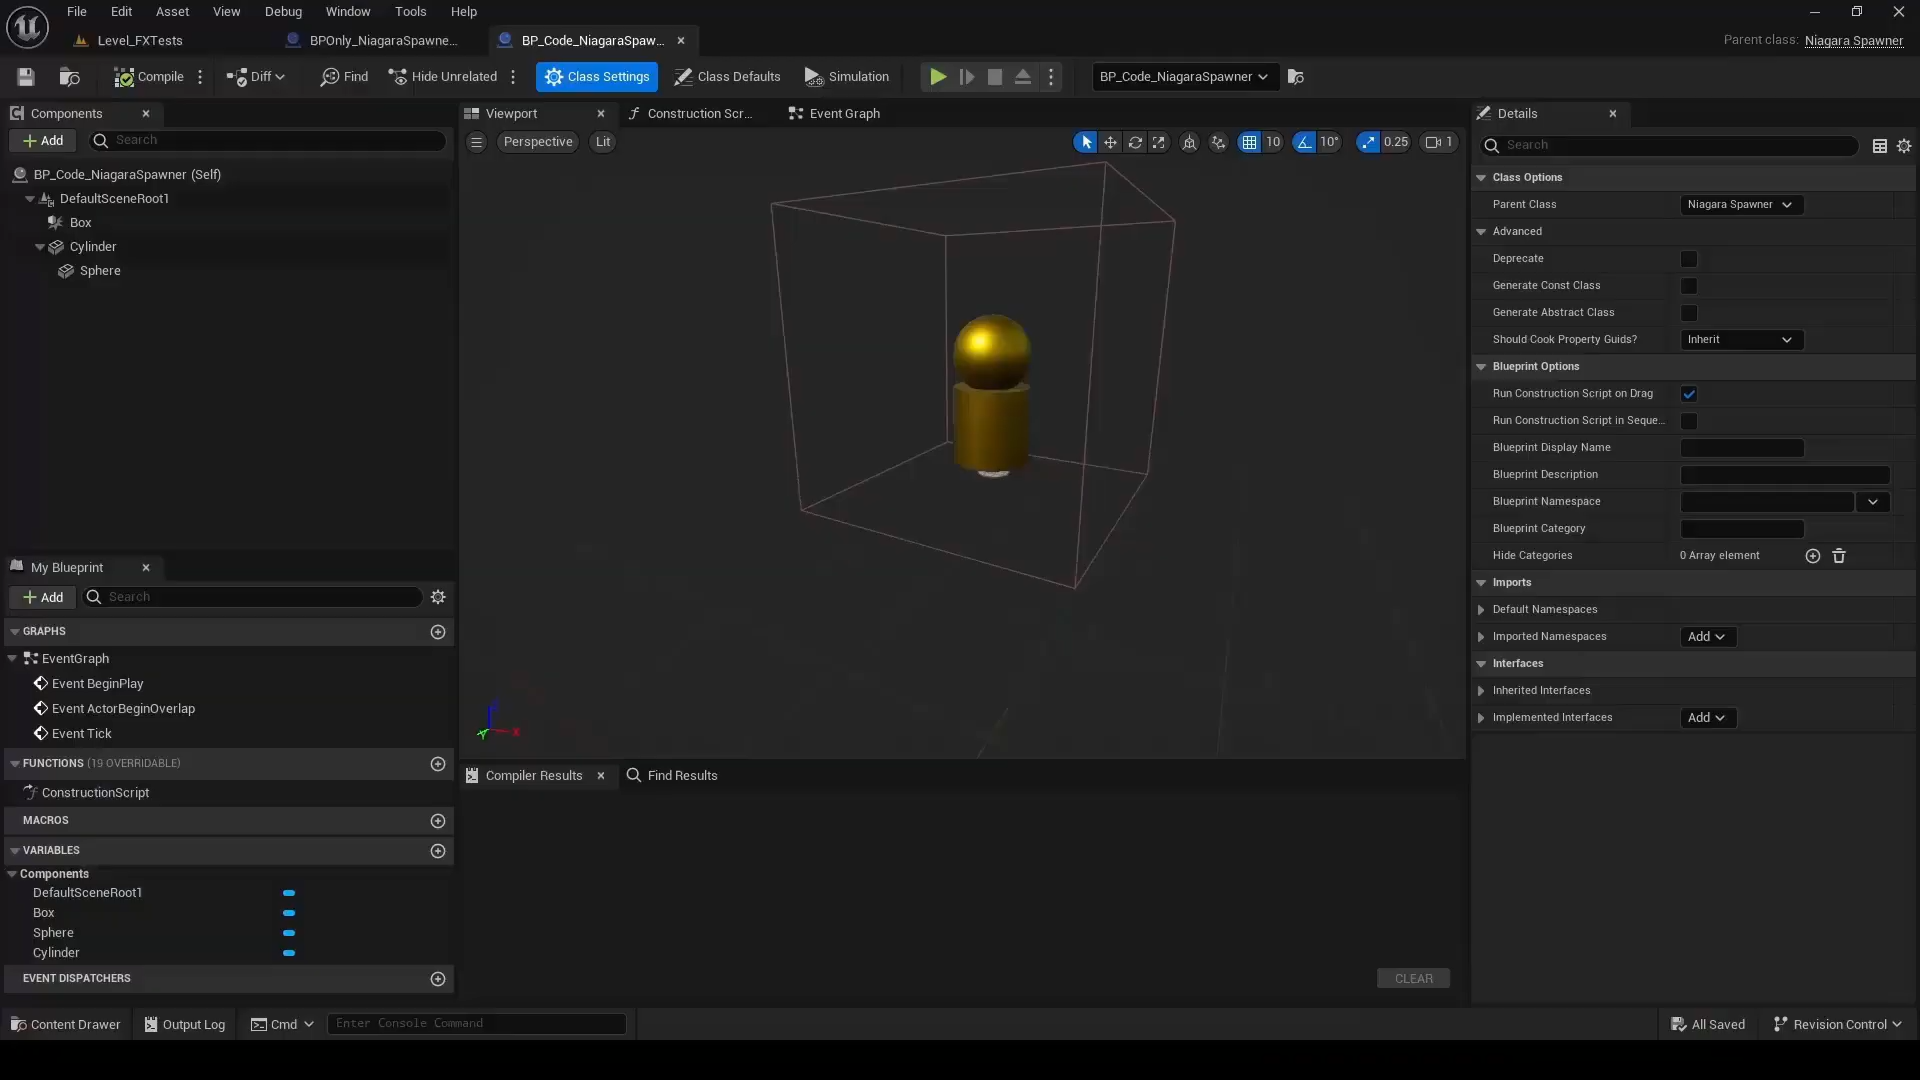 File Edit Asset View Debug Window Tools Help
Level_FXTests BPOnly_NiagaraSpawne... BP_Code_NiagaraSpaw... Parent class: Niagara Spawner
Compile Diff Find Hide Unrelated Class Settings Class Defaults Simulation BP_Code_NiagaraSpawner
Components
Add Search
BP_Code_NiagaraSpawner (Self)
DefaultSceneRoot1
Box
Cylinder
Sphere
My Blueprint
Add Search
GRAPHS
EventGraph
Event BeginPlay
Event ActorBeginOverlap
Event Tick
FUNCTIONS (19 OVERRIDABLE)
ConstructionScript
MACROS
VARIABLES
Components
DefaultSceneRoot1
Box
Sphere
Cylinder
EVENT DISPATCHERS
Viewport Construction Scr... Event Graph
Perspective Lit 10 10° 0.25 1
Z
Y X
Compiler Results Find Results
CLEAR
Details
Search
Class Options
Parent Class Niagara Spawner
Advanced
Deprecate
Generate Const Class
Generate Abstract Class
Should Cook Property Guids? Inherit
Blueprint Options
Run Construction Script on Drag
Run Construction Script in Seque...
Blueprint Display Name
Blueprint Description
Blueprint Namespace
Blueprint Category
Hide Categories 0 Array element
Imports
Default Namespaces
Imported Namespaces Add
Interfaces
Inherited Interfaces
Implemented Interfaces Add
Content Drawer Output Log Cmd Enter Console Command All Saved Revision Control